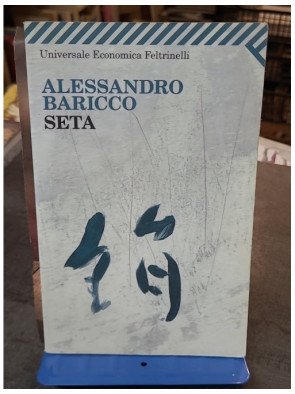 Universale Economica Feltrinelli
ALESSANDRO
BARICCO
SETA